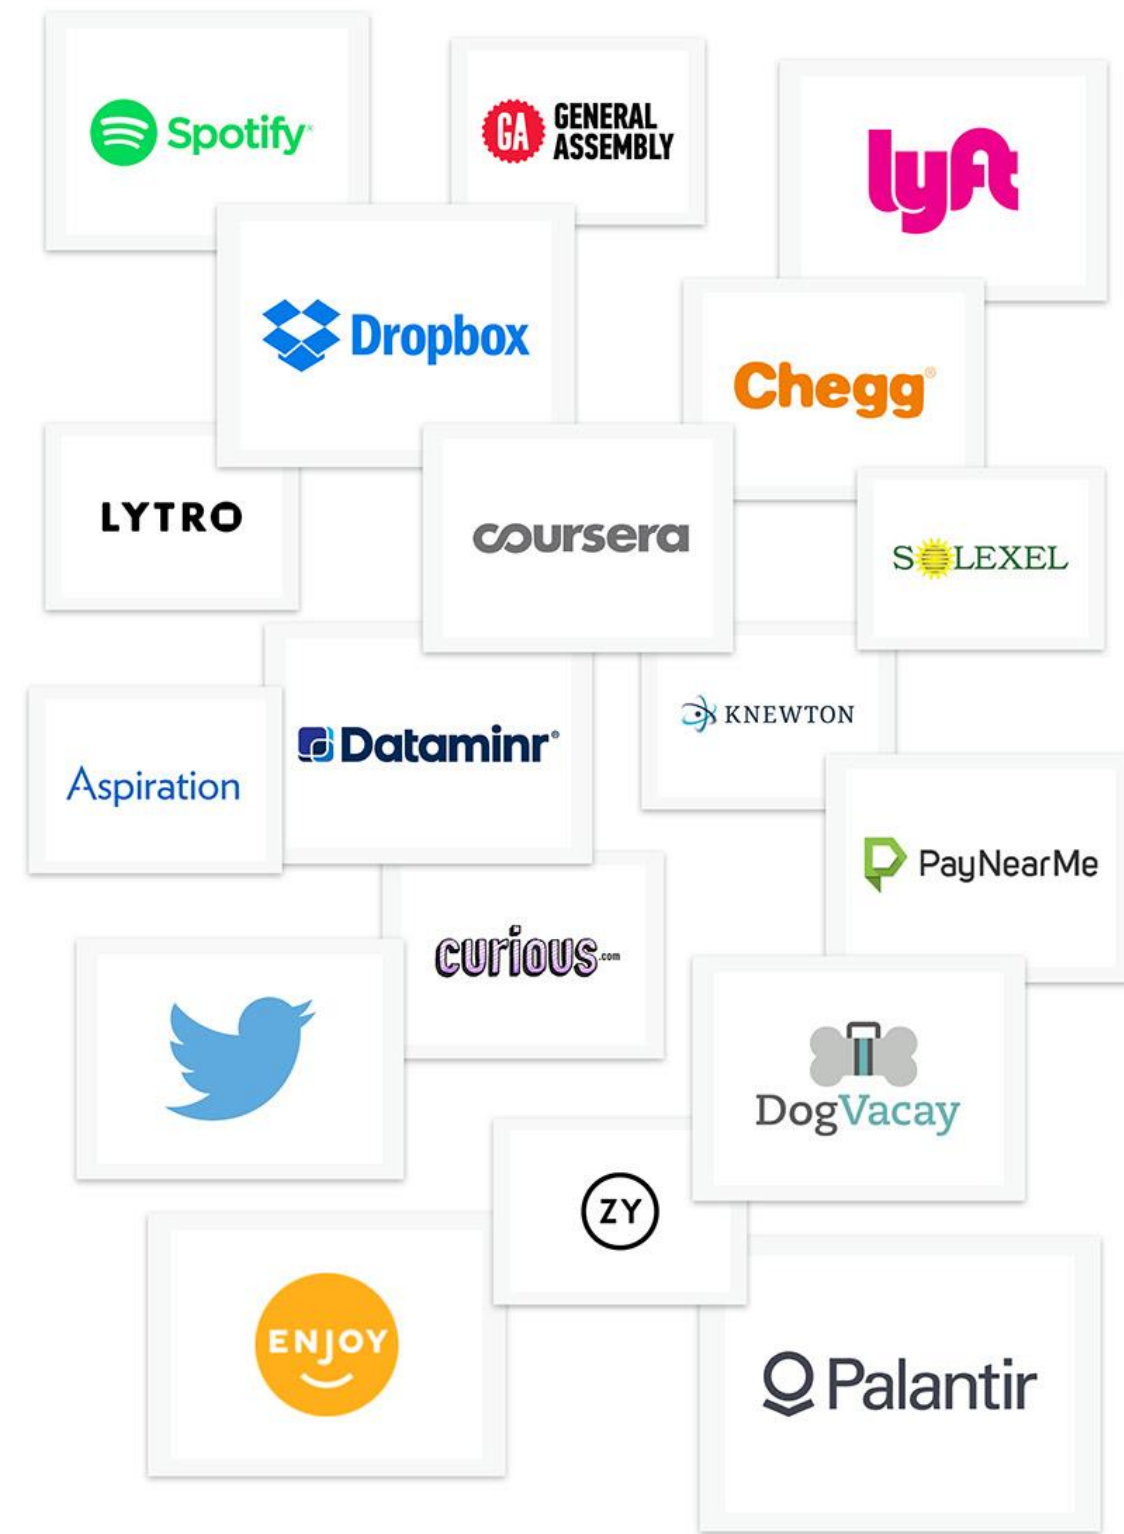 Spotify®
GA GENERAL
ASSEMBLY
lyft
Dropbox
Chegg®
LYTRO
coursera
SOLEXEL
KNEWTON
Dataminr®
Aspiration
PayNearMe
curious.com
DogVacay
ZY
ENJOY
Palantir